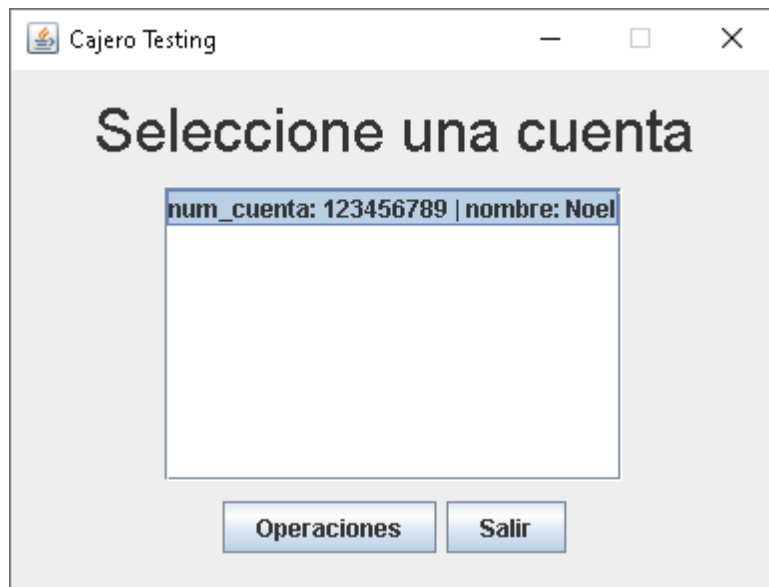 Cajero Testing
Seleccione una cuenta
num_cuenta: 123456789 | nombre: Noel
Operaciones
Salir